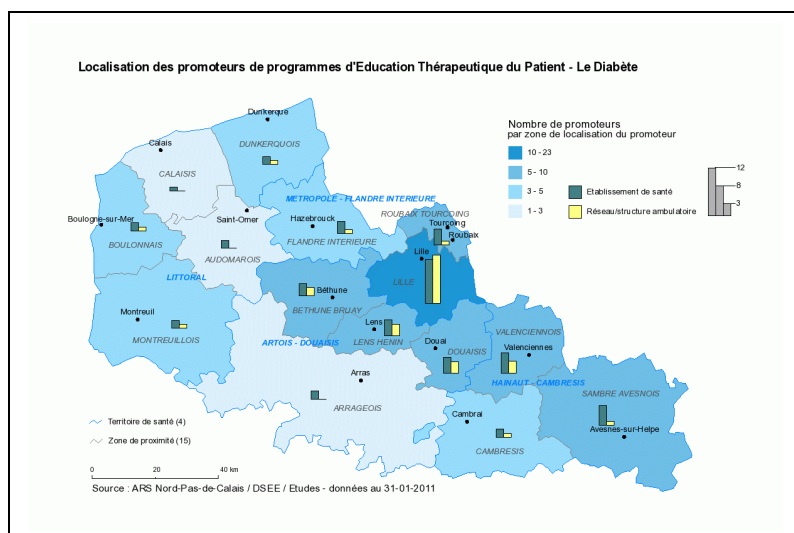 Localisation des promoteurs de programmes d'Education Thérapeutique du Patient - Le Diabète
Nombre de promoteurs
par zone de localisation du promoteur
10 - 23
5 - 10
3 - 5
1 - 3
Etablissement de santé
Réseau/structure ambulatoire
12
8
3
Dunkerque
DUNKERQUOIS
Calais
CALAISIS
METROPOLE - FLANDRE INTERIEURE
Boulogne-sur-Mer
BOULONNAIS
Saint-Omer
AUDOMAROIS
Hazebrouck
FLANDRE INTERIEURE
ROUBAIX TOURCOING
Tourcoing
Roubaix
Lille
LILLE
LITTORAL
Béthune
BETHUNE BRUAY
Montreuil
MONTREUILLOIS
ARTOIS - DOUAISIS
Lens
LENS HENIN
Douai
DOUAISIS
VALENCIENNOIS
Valenciennes
HAINAUT - CAMBRESIS
Arras
ARRAGEOIS
SAMBRE AVESNOIS
Avesnes-sur-Helpe
Cambrai
CAMBRESIS
Territoire de santé (4)
Zone de proximité (15)
0
20
40 km
Source : ARS Nord-Pas-de-Calais / DSEE / Etudes - données au 31-01-2011